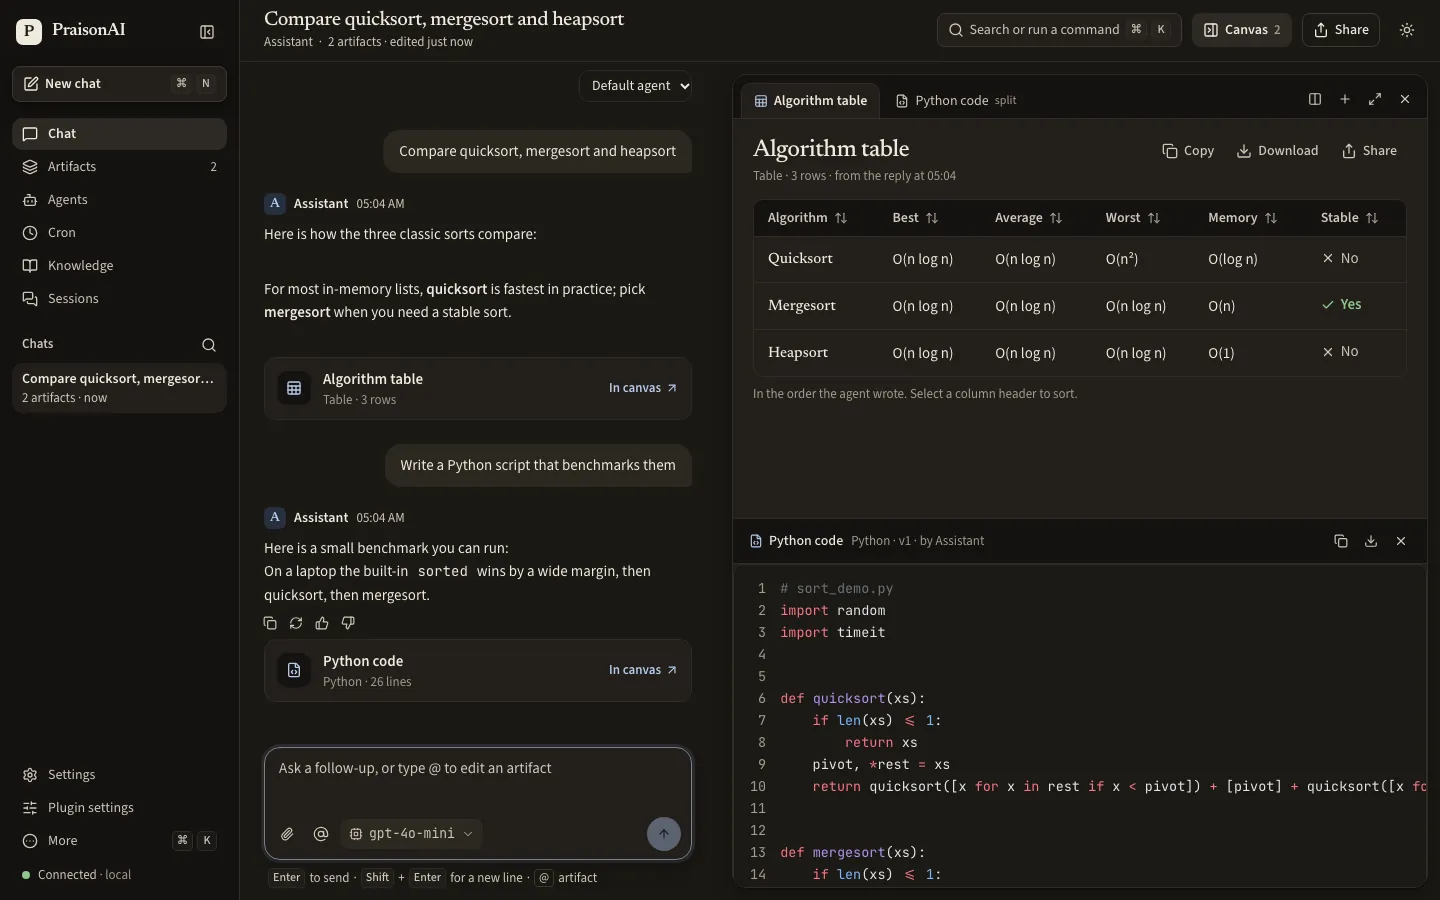 P PraisonAI
New chat ⌘ N
Chat
Artifacts 2
Agents
Cron
Knowledge
Sessions
Chats
Compare quicksort, mergesor…
2 artifacts · now
Settings
Plugin settings
More ⌘ K
Connected · local
Compare quicksort, mergesort and heapsort
Assistant · 2 artifacts · edited just now
Search or run a command ⌘ K
Canvas 2
Share
Default agent
Compare quicksort, mergesort and heapsort
A Assistant 05:04 AM
Here is how the three classic sorts compare:
For most in-memory lists, quicksort is fastest in practice; pick
mergesort when you need a stable sort.
Algorithm table
Table · 3 rows
In canvas
Write a Python script that benchmarks them
A Assistant 05:04 AM
Here is a small benchmark you can run:
On a laptop the built-in sorted wins by a wide margin, then
quicksort, then mergesort.
Python code
Python · 26 lines
In canvas
Ask a follow-up, or type @ to edit an artifact
gpt-4o-mini
Enter to send · Shift + Enter for a new line · @ artifact
Algorithm table
Python code split
Algorithm table
Table · 3 rows · from the reply at 05:04
Copy
Download
Share
Algorithm Best Average Worst Memory Stable
Quicksort O(n log n) O(n log n) O(n²) O(log n) No
Mergesort O(n log n) O(n log n) O(n log n) O(n) Yes
Heapsort O(n log n) O(n log n) O(n log n) O(1) No
In the order the agent wrote. Select a column header to sort.
Python code Python · v1 · by Assistant
1 # sort_demo.py
2 import random
3 import timeit
4
5
6 def quicksort(xs):
7 if len(xs) <= 1:
8 return xs
9 pivot, *rest = xs
10 return quicksort([x for x in rest if x < pivot]) + [pivot] + quicksort([x fo
11
12
13 def mergesort(xs):
14 if len(xs) <= 1: